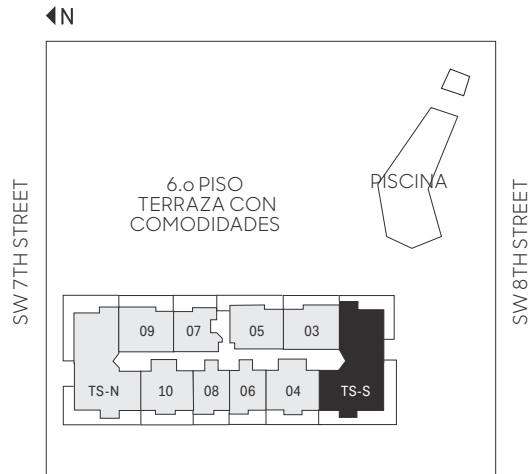 N
SW 7TH STREET
6.o PISO
TERRAZA CON
COMODIDADES
PISCINA
SW 8TH STREET
09
07
05
03
TS-N
10
08
06
04
TS-S